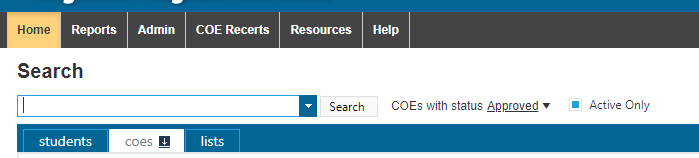 Home Reports Admin COE Recerts Resources Help
Search
Search COEs with status Approved Active Only
students coes lists